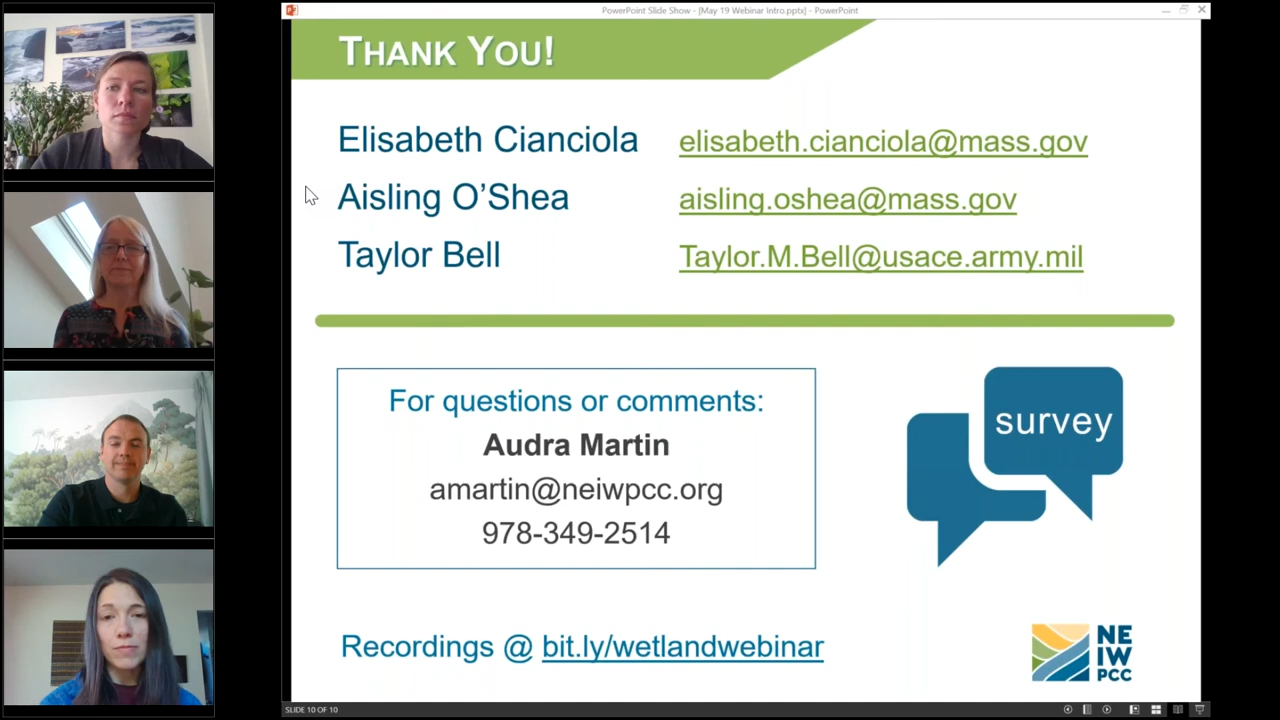 PowerPoint Slide Show - [May 19 Webinar Intro.pptx] - PowerPoint
THANK YOU!
Elisabeth Cianciola elisabeth.cianciola@mass.gov
Aisling O’Shea aisling.oshea@mass.gov
Taylor Bell Taylor.M.Bell@usace.army.mil
For questions or comments:
Audra Martin
amartin@neiwpcc.org
978-349-2514
survey
Recordings @ bit.ly/wetlandwebinar
NE
IW
PCC
SLIDE 10 OF 10